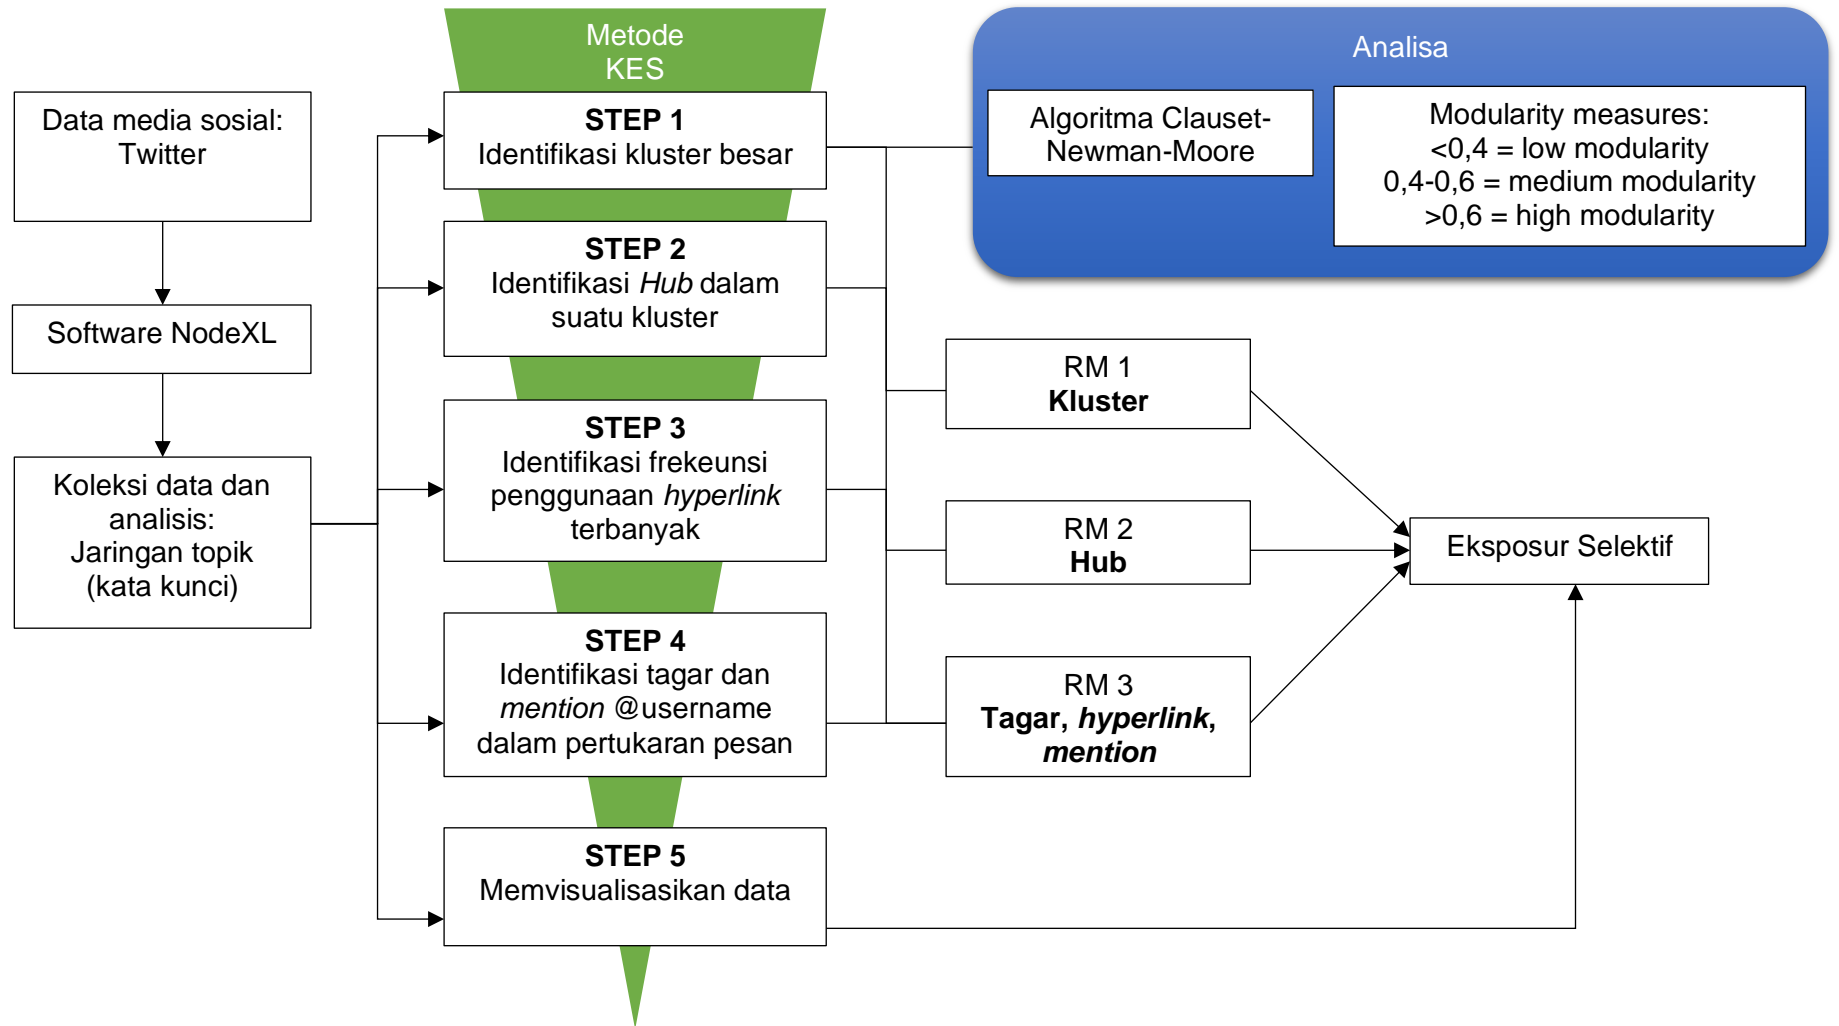 Data media sosial:
Twitter
Software NodeXL
Koleksi data dan
analisis:
Jaringan topik
(kata kunci)
Metode
KES
STEP 1
Identifikasi kluster besar
STEP 2
Identifikasi Hub dalam
suatu kluster
STEP 3
Identifikasi frekeunsi
penggunaan hyperlink
terbanyak
STEP 4
Identifikasi tagar dan
mention @username
dalam pertukaran pesan
STEP 5
Memvisualisasikan data
Analisa
Algoritma Clauset-
Newman-Moore
Modularity measures:
<0,4 = low modularity
0,4-0,6 = medium modularity
>0,6 = high modularity
RM 1
Kluster
RM 2
Hub
RM 3
Tagar, hyperlink,
mention
Eksposur Selektif